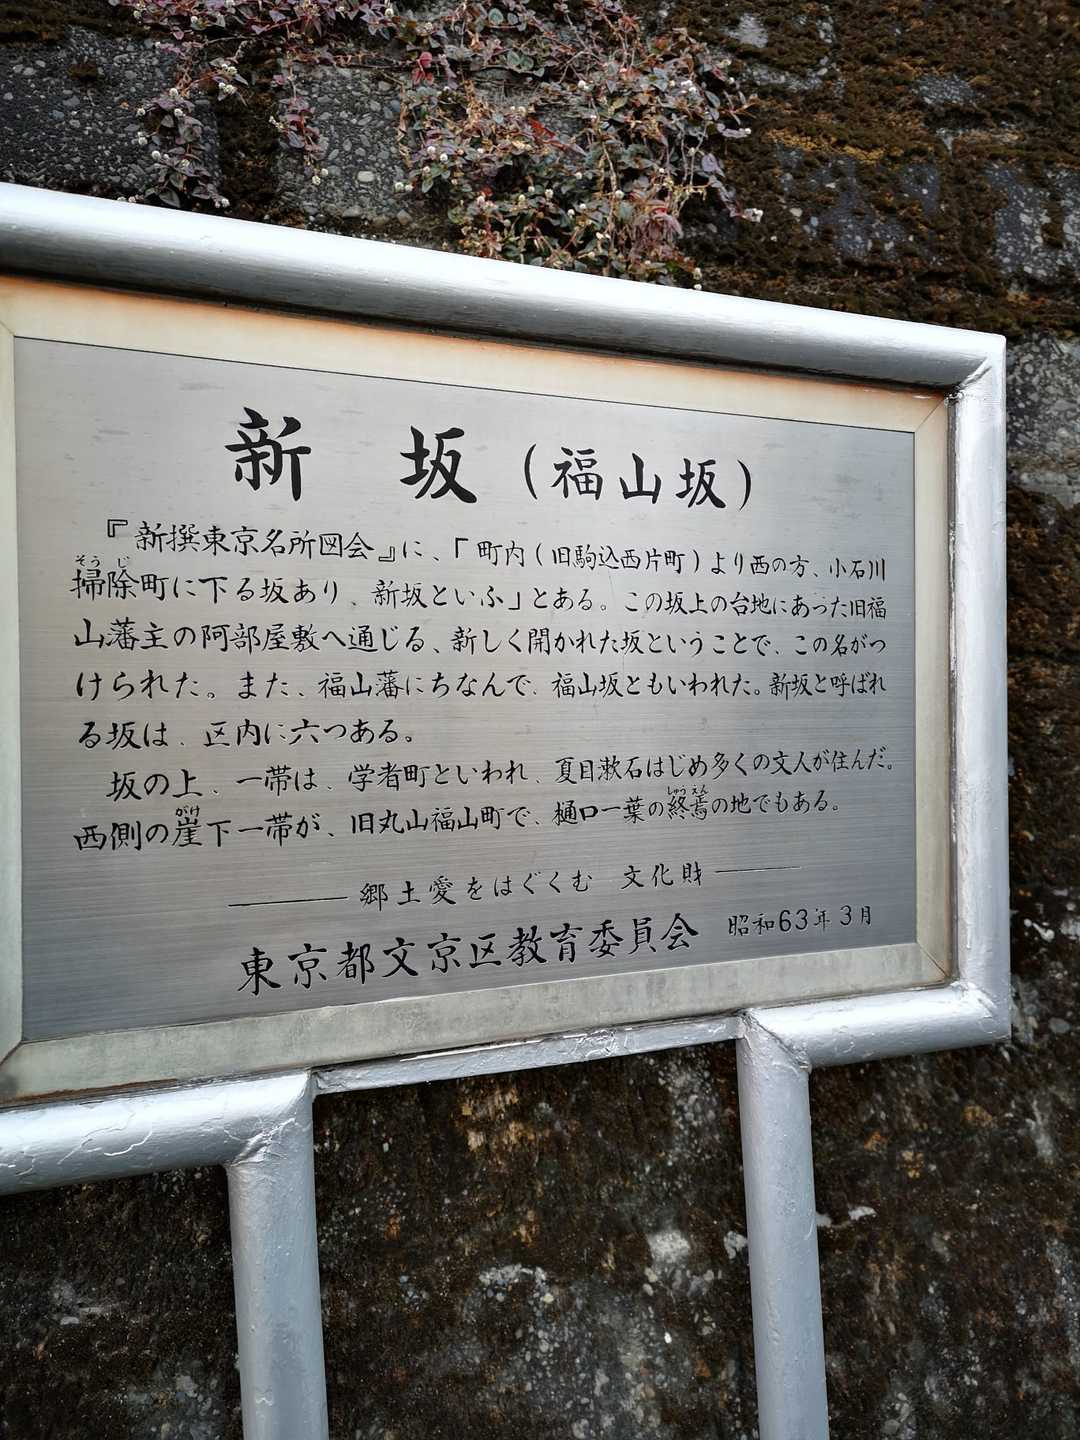 新 坂(福山坂)
『新撰東京名所図会』に、「町内(旧駒込西片町)より西の方、小石川
掃除町に下る坂あり、新坂といふ」とある。この坂上の台地にあった旧福
山藩主の阿部屋敷へ通じる、新しく開かれた坂ということで、この名がつ
けられた。また、福山藩にちなんで、福山坂ともいわれた。新坂と呼ばれ
る坂は、区内に六つある。
坂の上、一帯は、学者町といわれ、夏目漱石はじめ多くの文人が住んだ。
西側の崖下一帯が、旧丸山福山町で、樋口一葉の終焉の地でもある。
郷土愛をはぐくむ 文化財
東京都文京区教育委員会 昭和63年3月